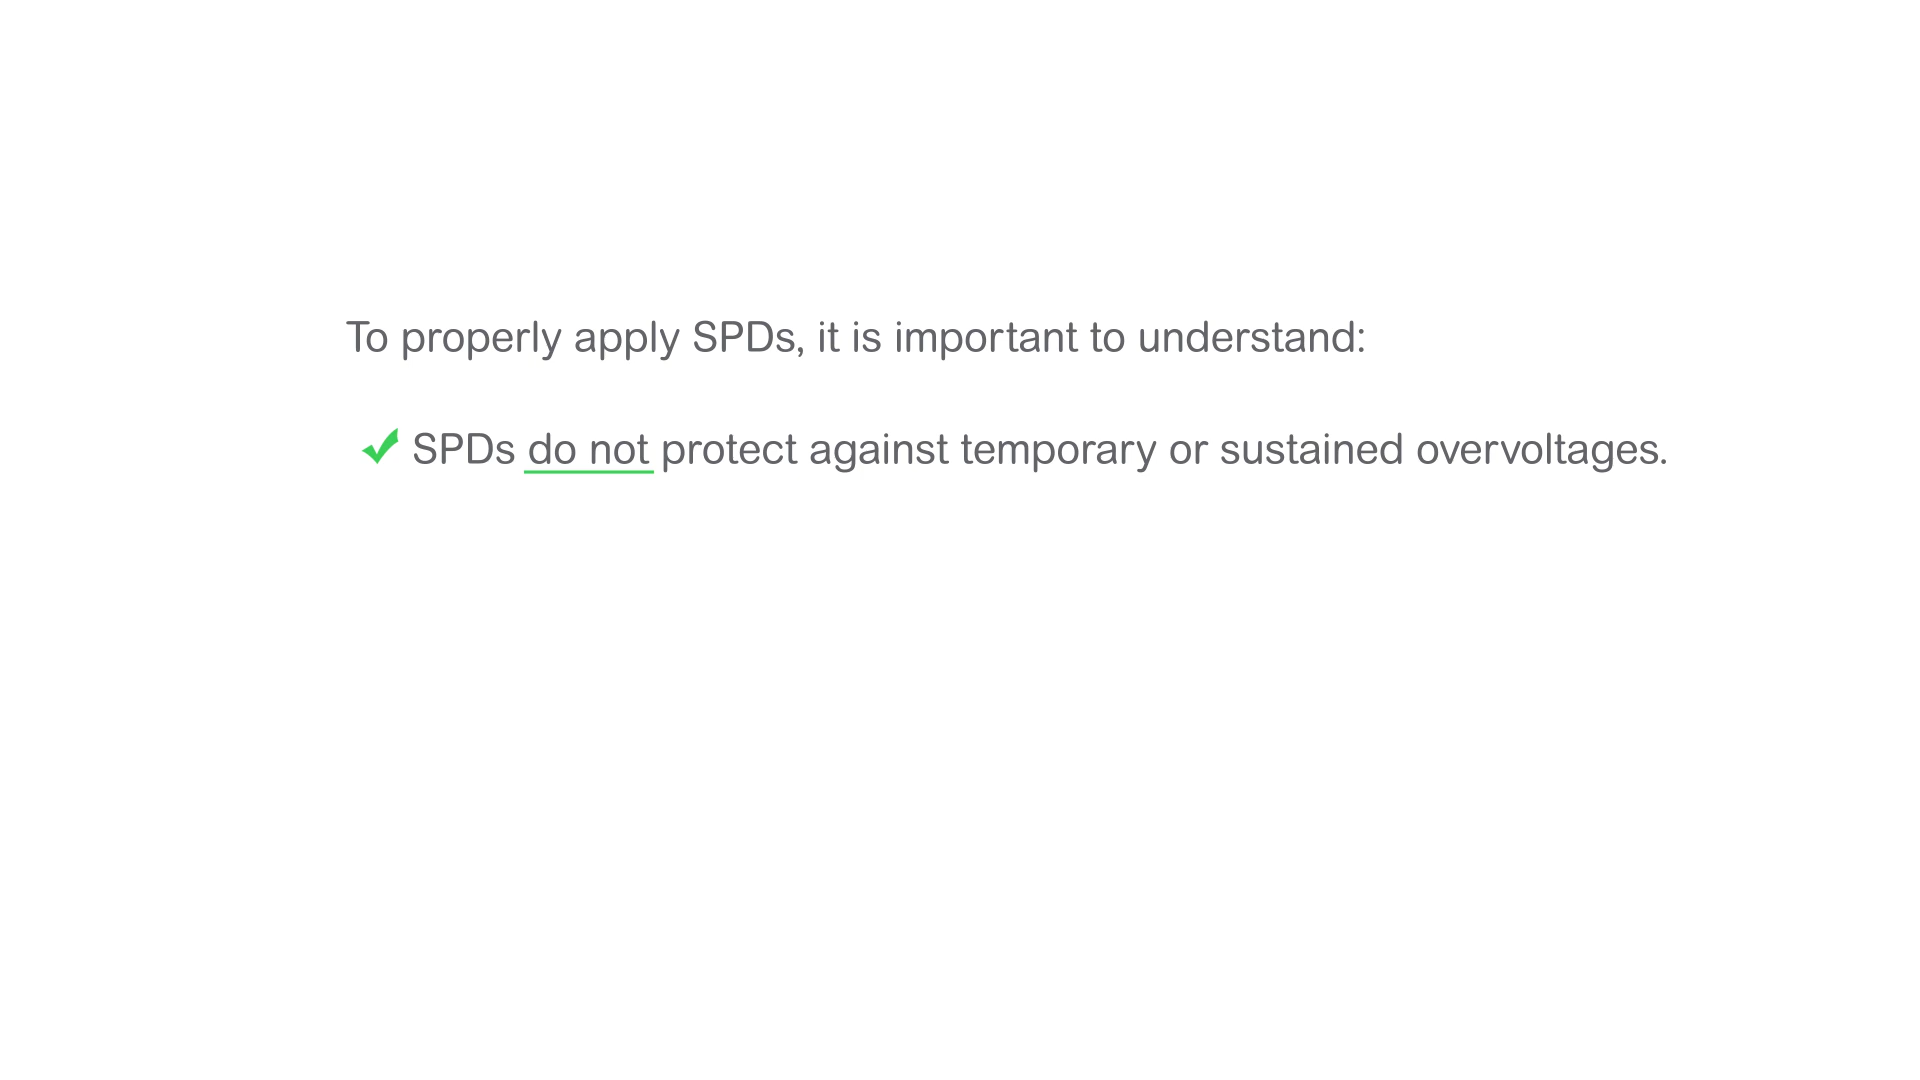 To properly apply SPDs, it is important to understand:
SPDs do not protect against temporary or sustained overvoltages.